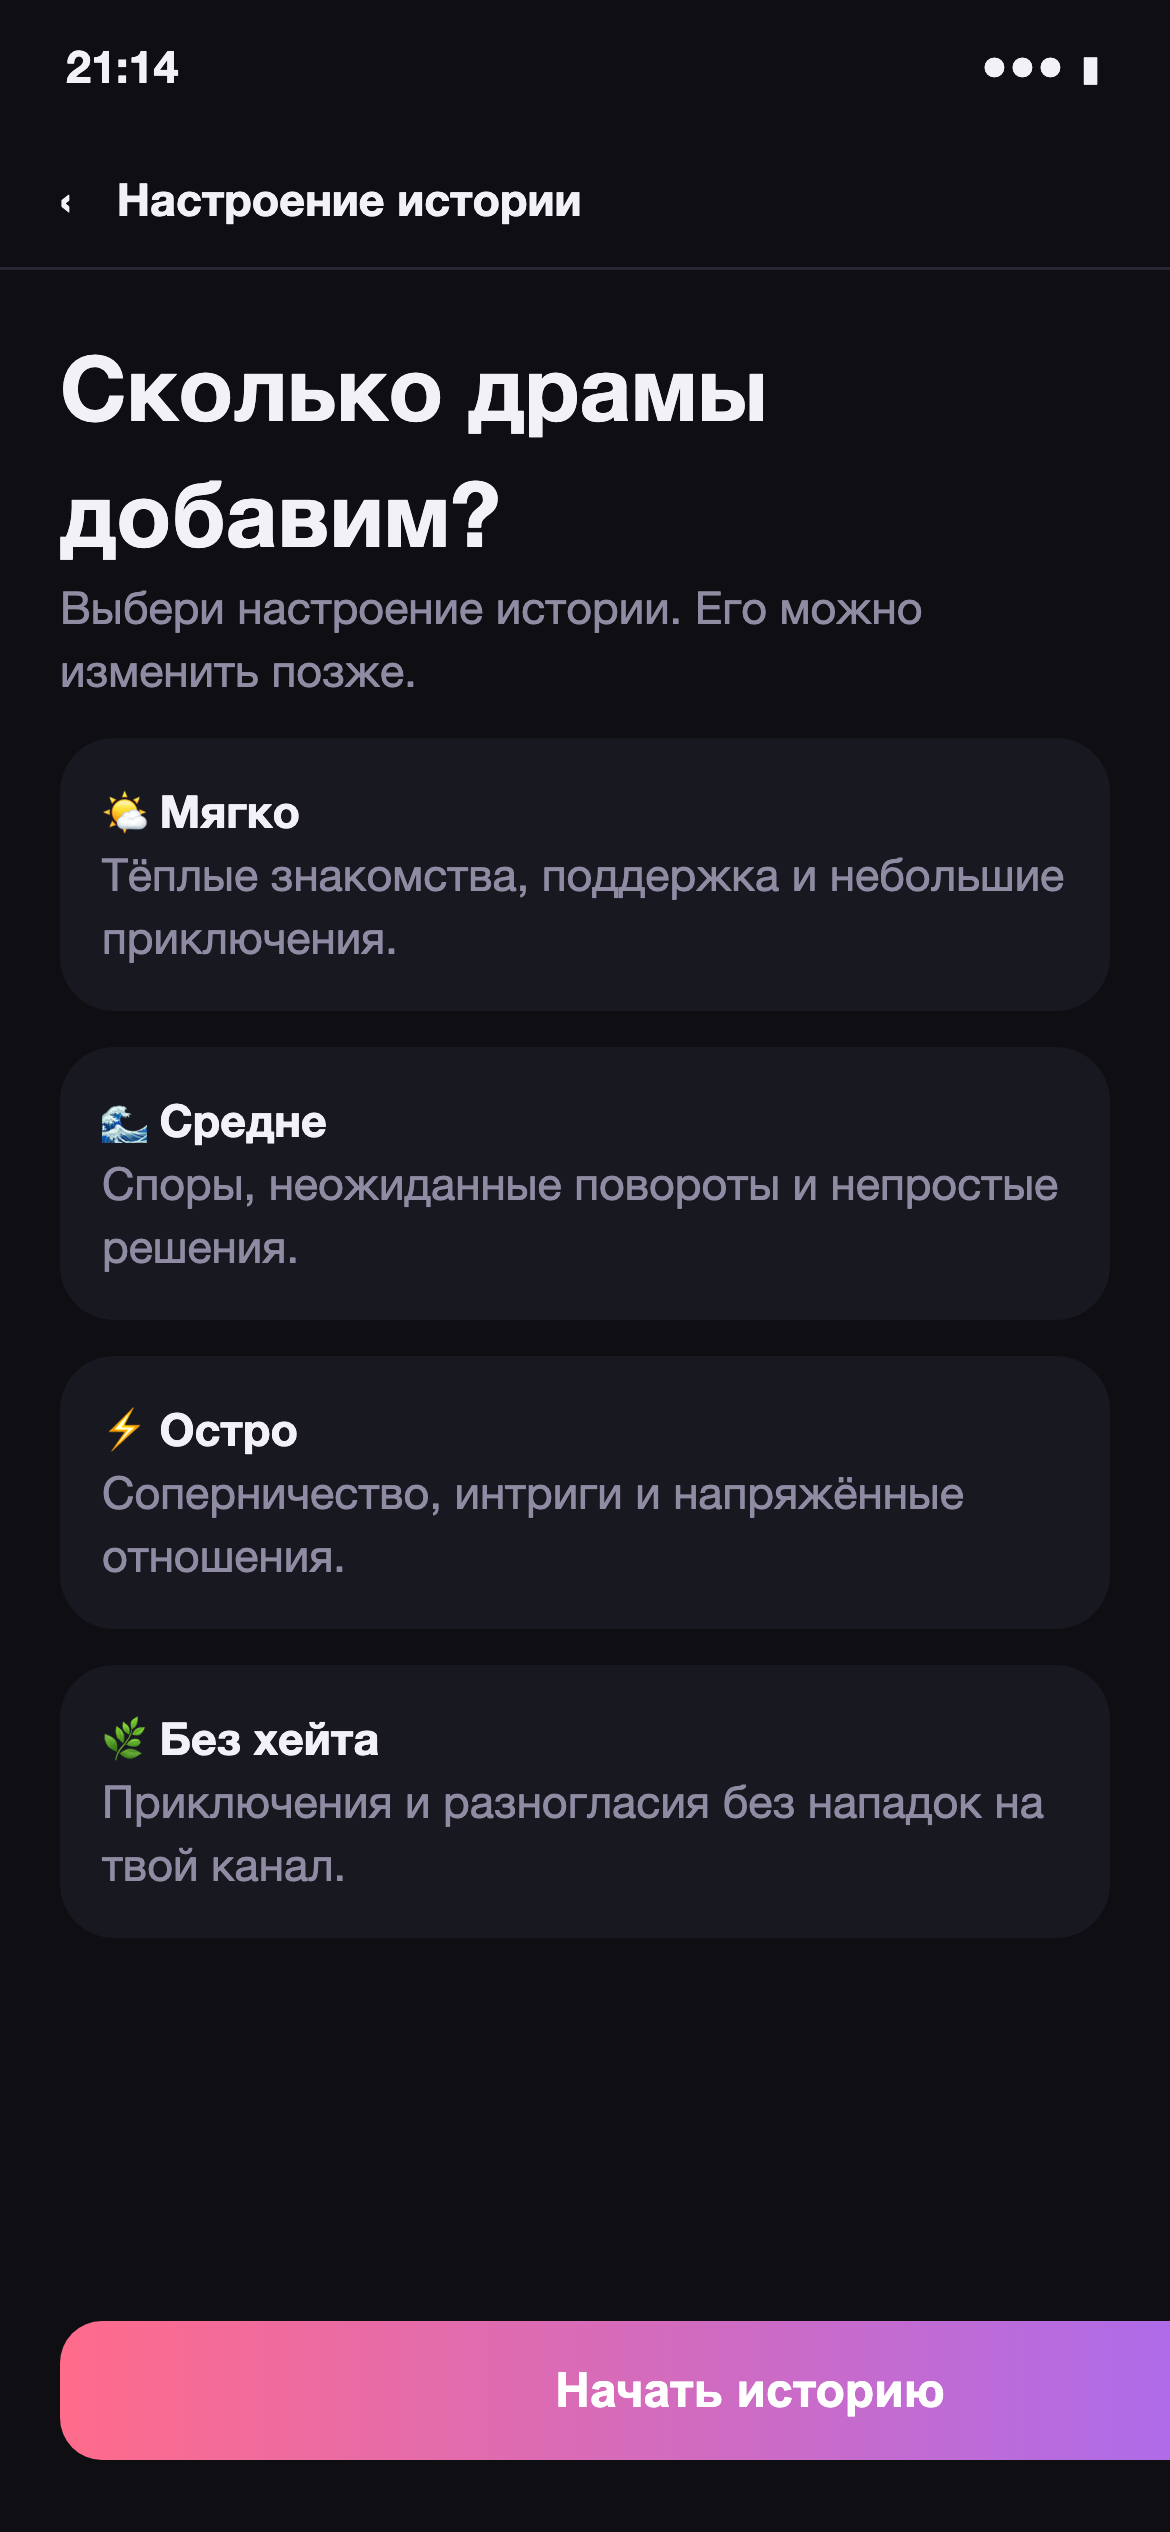 21:14
‹ Настроение истории
Сколько драмы
добавим?
Выбери настроение истории. Его можно
изменить позже.
🌤️ Мягко
Тёплые знакомства, поддержка и небольшие
приключения.
🌊 Средне
Споры, неожиданные повороты и непростые
решения.
⚡ Остро
Соперничество, интриги и напряжённые
отношения.
🌿 Без хейта
Приключения и разногласия без нападок на
твой канал.
Начать историю